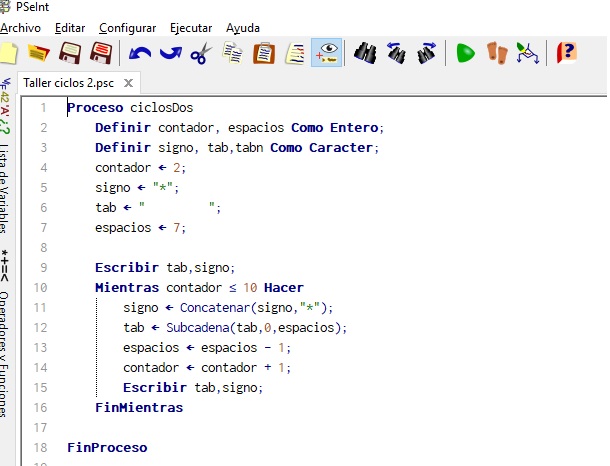 PSeInt
Archivo Editar Configurar Ejecutar Ayuda
Taller ciclos 2.psc
1 Proceso ciclosDos
2 Definir contador, espacios Como Entero;
3 Definir signo, tab,tabn Como Caracter;
4 contador ← 2;
5 signo ← "*";
6 tab ← "         ";
7 espacios ← 7;
8
9 Escribir tab,signo;
10 Mientras contador ≤ 10 Hacer
11 signo ← Concatenar(signo,"*");
12 tab ← Subcadena(tab,0,espacios);
13 espacios ← espacios - 1;
14 contador ← contador + 1;
15 Escribir tab,signo;
16 FinMientras
17
18 FinProceso
Lista de Variables
*+=< Operadores y Funciones